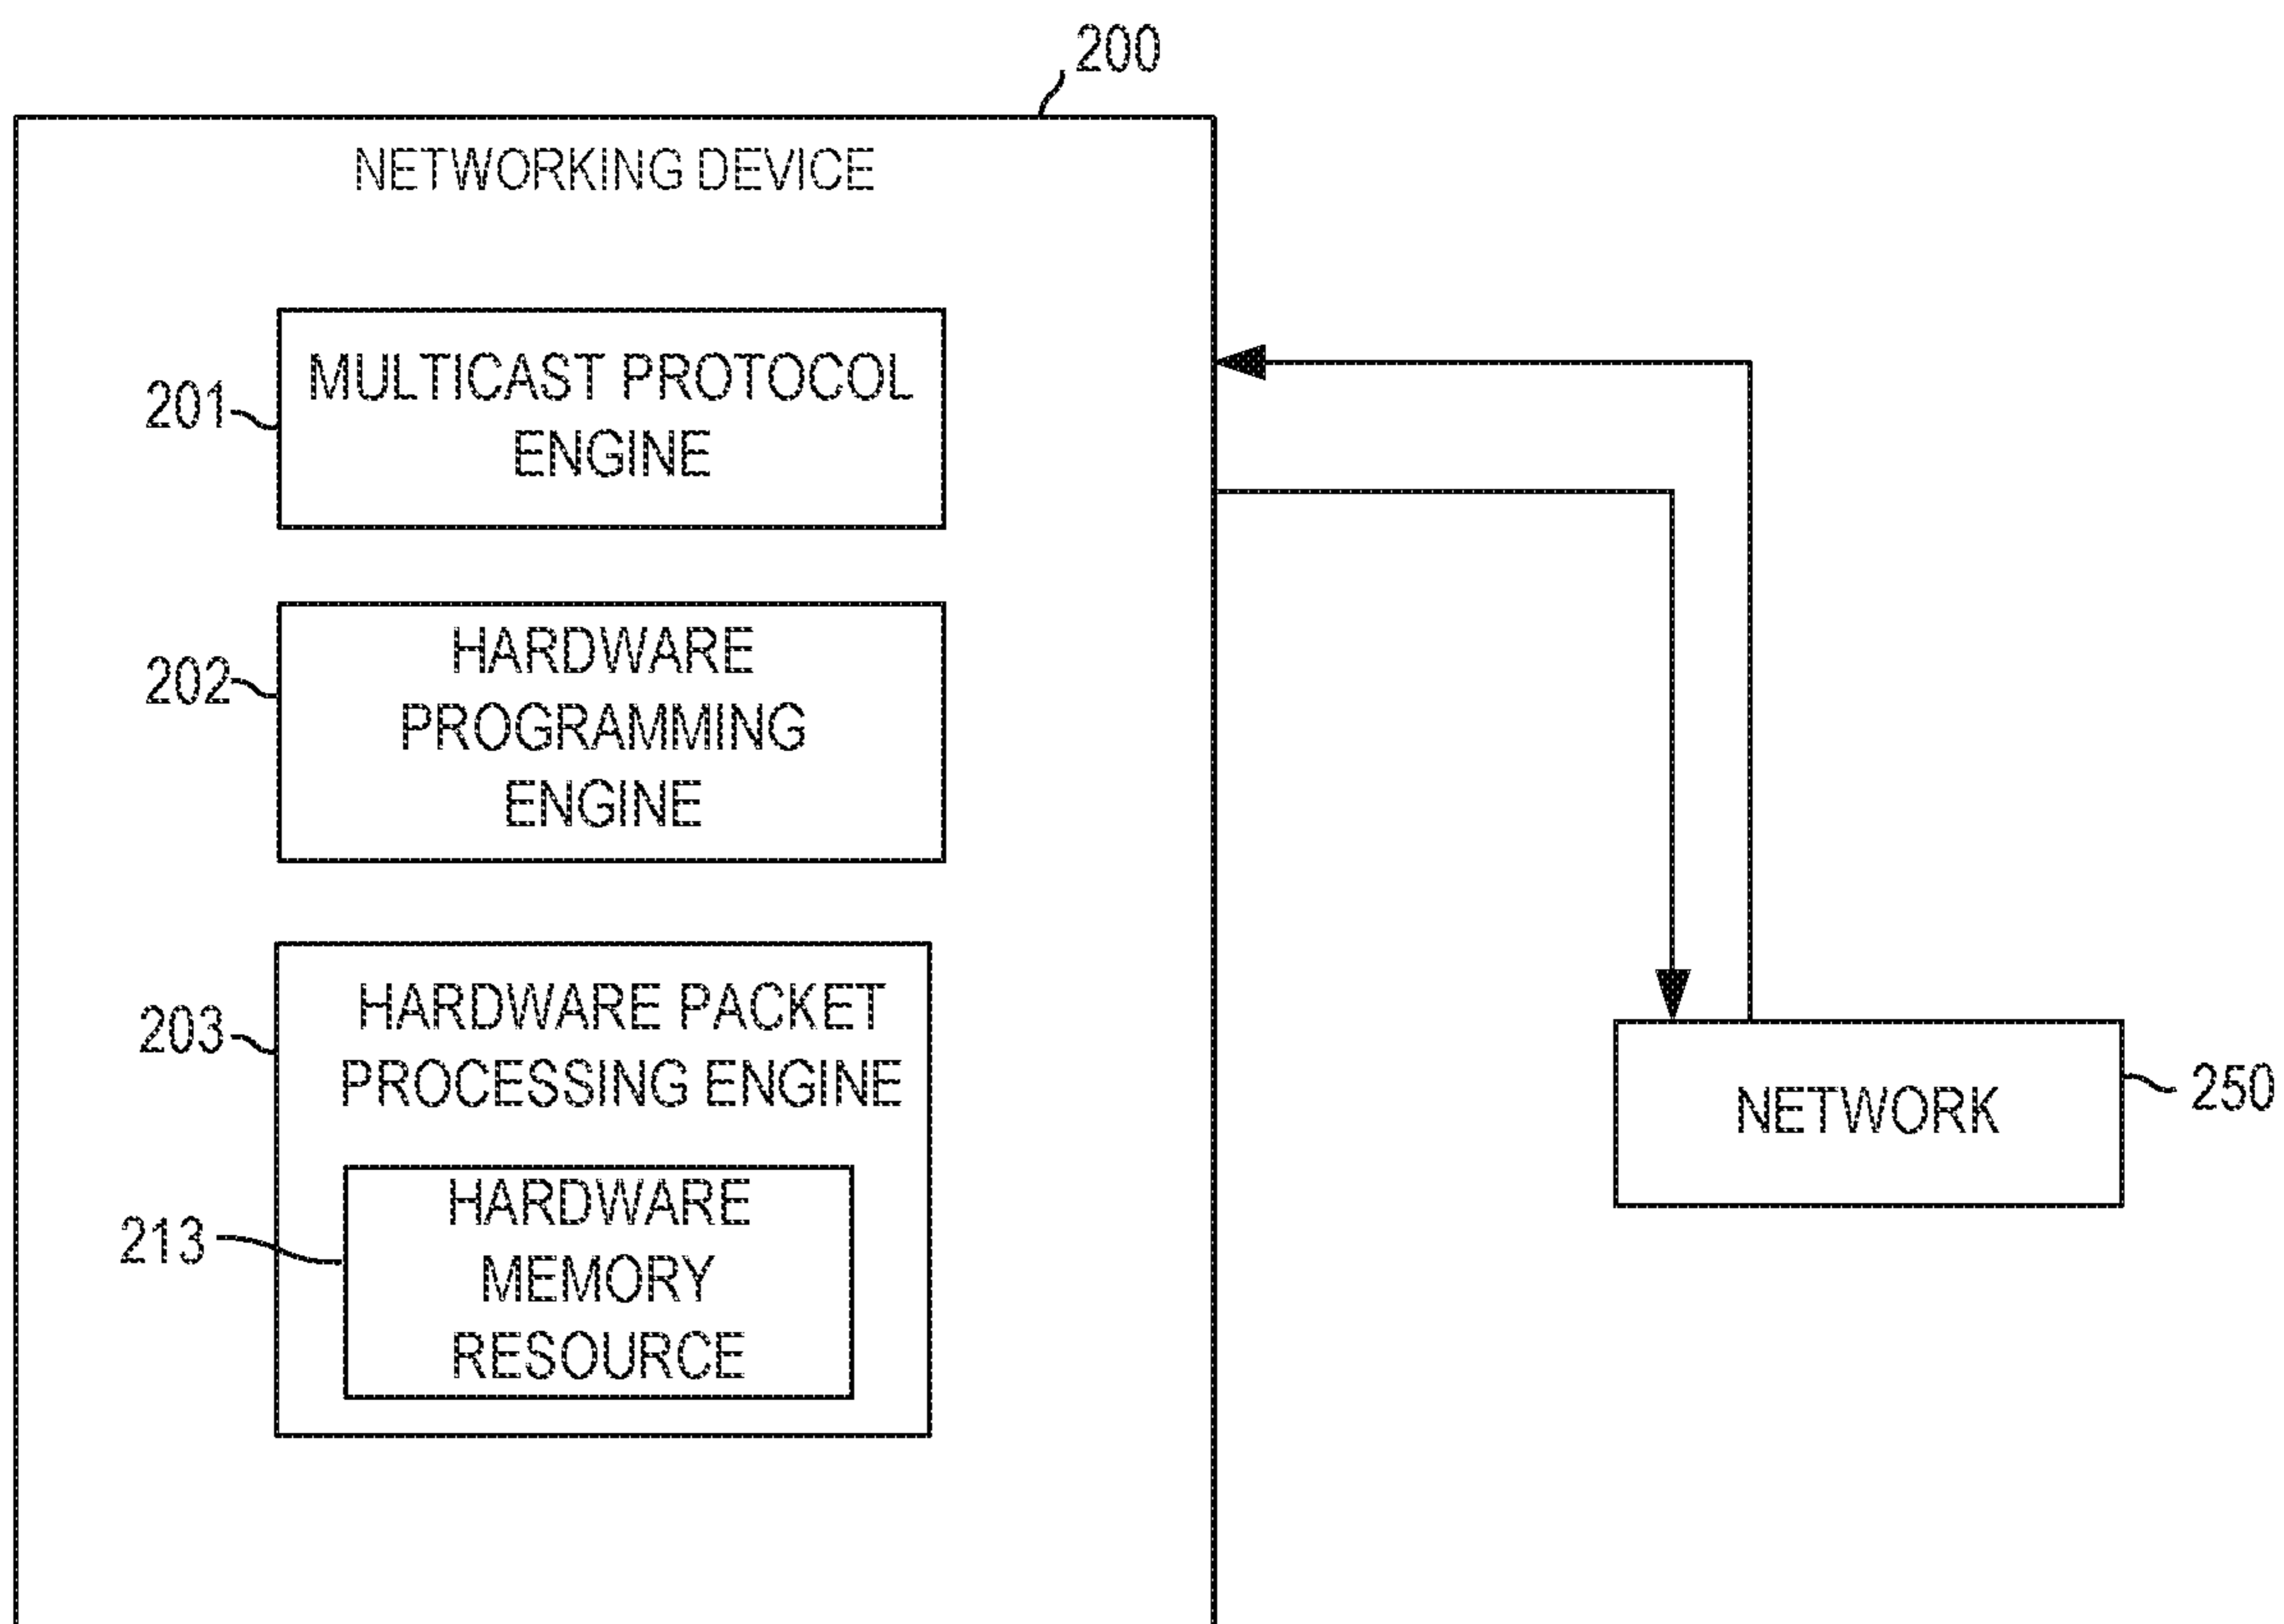 200
NETWORKING DEVICE
201
MULTICAST PROTOCOL
ENGINE
202
HARDWARE
PROGRAMMING
ENGINE
203
HARDWARE PACKET
PROCESSING ENGINE
213
HARDWARE
MEMORY
RESOURCE
NETWORK
250